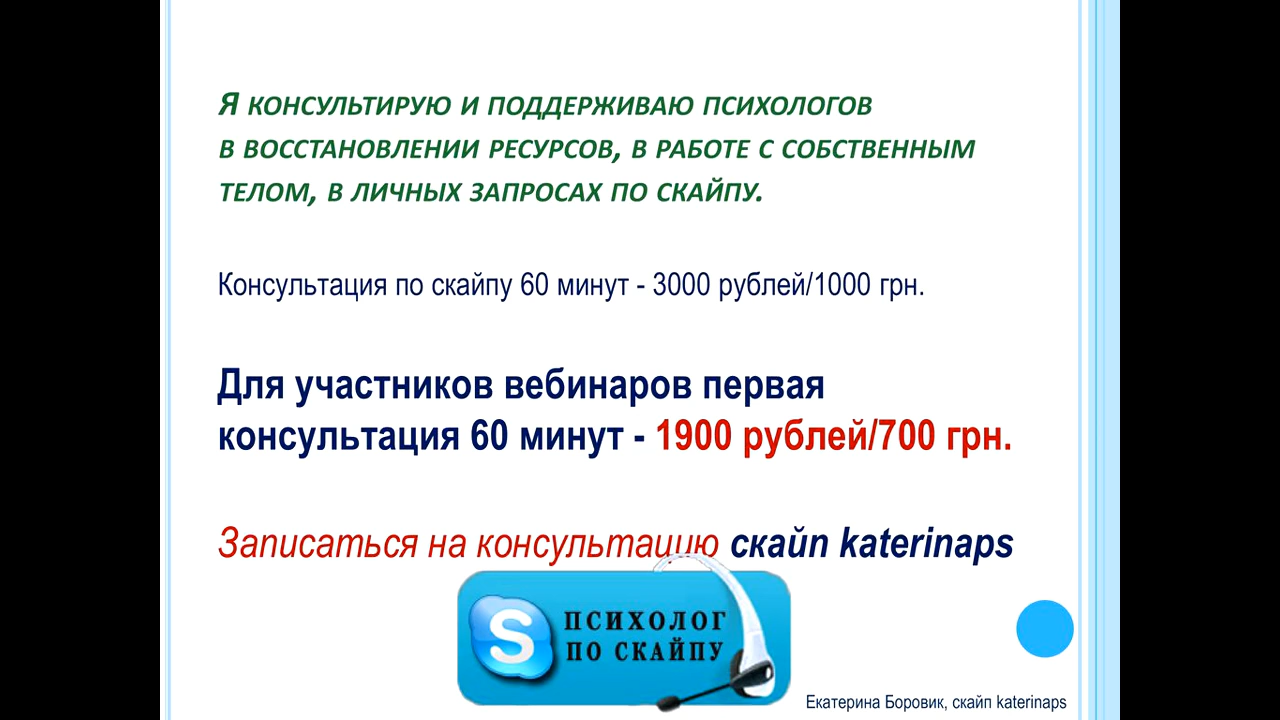 Я КОНСУЛЬТИРУЮ И ПОДДЕРЖИВАЮ ПСИХОЛОГОВ
В ВОССТАНОВЛЕНИИ РЕСУРСОВ, В РАБОТЕ С СОБСТВЕННЫМ
ТЕЛОМ, В ЛИЧНЫХ ЗАПРОСАХ ПО СКАЙПУ.
Консультация по скайпу 60 минут - 3000 рублей/1000 грн.
Для участников вебинаров первая
консультация 60 минут - 1900 рублей/700 грн.
Записаться на консультацию скайп katerinaps
S ПСИХОЛОГ
ПО СКАЙПУ
Екатерина Боровик, скайп katerinaps